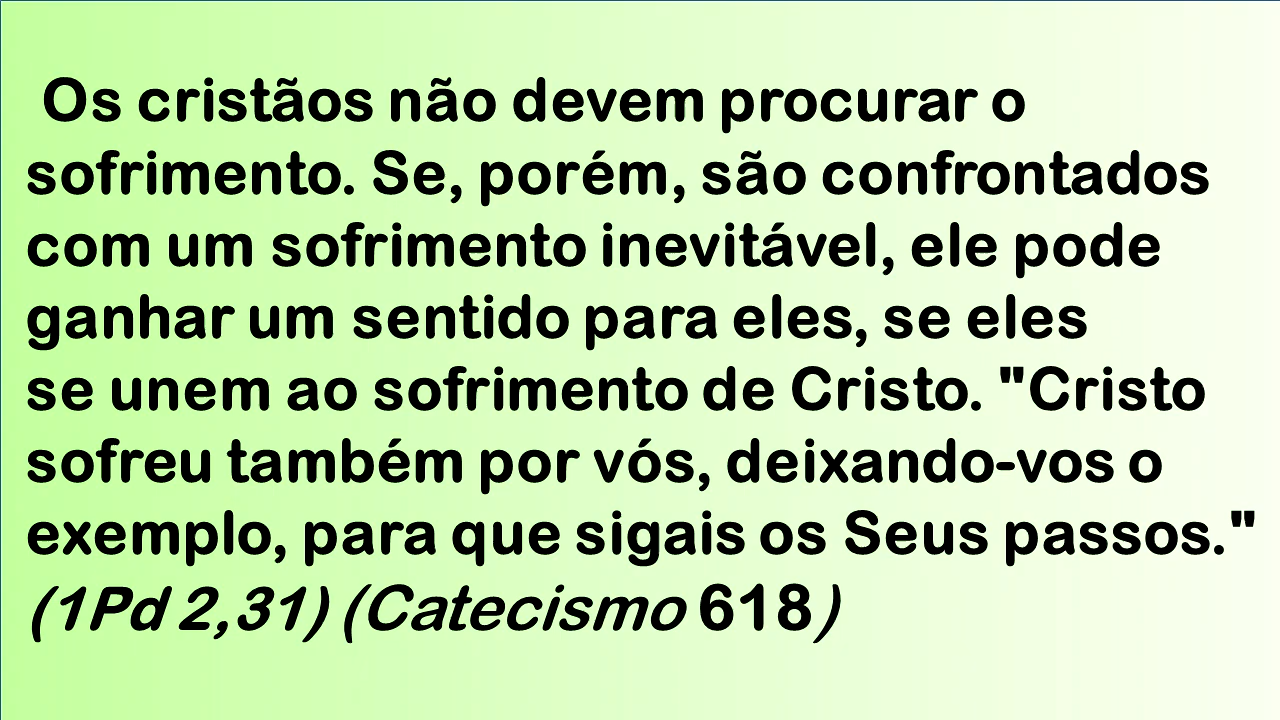 Os cristãos não devem procurar o
sofrimento. Se, porém, são confrontados
com um sofrimento inevitável, ele pode
ganhar um sentido para eles, se eles
se unem ao sofrimento de Cristo. "Cristo
sofreu também por vós, deixando-vos o
exemplo, para que sigais os Seus passos."
(1Pd 2,31) (Catecismo 618)